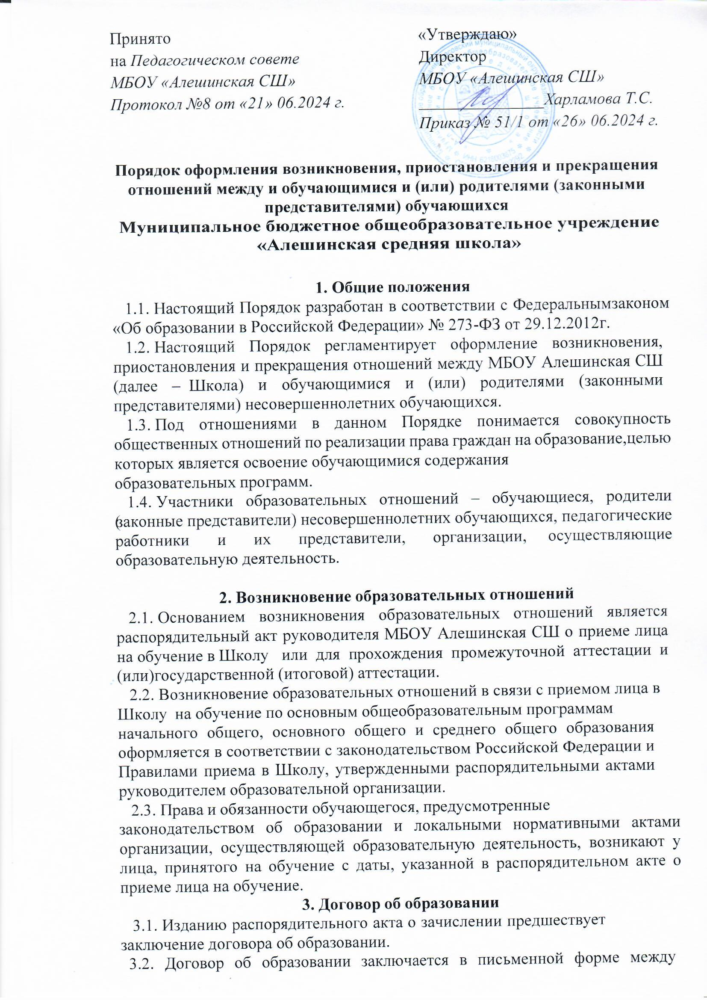 Принято
на Педагогическом совете
МБОУ «Алешинская СШ»
Протокол №8 от «21» 06.2024 г.
«Утверждаю»
Директор
МБОУ «Алешинская СШ»
Харламова Т.С.
Приказ № 51/1 от «26» 06.2024 г.
ИНН 6218003675
Порядок оформления возникновения, приостановления и прекращения
отношений между и обучающимися и (или) родителями (законными
представителями) обучающихся
Муниципальное бюджетное общеобразовательное учреждение
«Алешинская средняя школа»
1. Общие положения
1.1. Настоящий Порядок разработан в соответствии с Федеральнымзаконом
«Об образовании в Российской Федерации» № 273-ФЗ от 29.12.2012г.
1.2. Настоящий Порядок регламентирует оформление возникновения,
приостановления и прекращения отношений между МБОУ Алешинская СШ
(далее – Школа) и обучающимися и (или) родителями (законными
представителями) несовершеннолетних обучающихся.
1.3. Под отношениями в данном Порядке понимается совокупность
общественных отношений по реализации права граждан на образование,целью
которых является освоение обучающимися содержания
образовательных программ.
1.4. Участники образовательных отношений – обучающиеся, родители
(законные представители) несовершеннолетних обучающихся, педагогические
работники и их представители, организации, осуществляющие
образовательную деятельность.
2. Возникновение образовательных отношений
2.1. Основанием возникновения образовательных отношений является
распорядительный акт руководителя МБОУ Алешинская СШ о приеме лица
на обучение в Школу или для прохождения промежуточной аттестации и
(или)государственной (итоговой) аттестации.
2.2. Возникновение образовательных отношений в связи с приемом лица в
Школу на обучение по основным общеобразовательным программам
начального общего, основного общего и среднего общего образования
оформляется в соответствии с законодательством Российской Федерации и
Правилами приема в Школу, утвержденными распорядительными актами
руководителем образовательной организации.
2.3. Права и обязанности обучающегося, предусмотренные
законодательством об образовании и локальными нормативными актами
организации, осуществляющей образовательную деятельность, возникают у
лица, принятого на обучение с даты, указанной в распорядительном акте о
приеме лица на обучение.
3. Договор об образовании
3.1. Изданию распорядительного акта о зачислении предшествует
заключение договора об образовании.
3.2. Договор об образовании заключается в письменной форме между